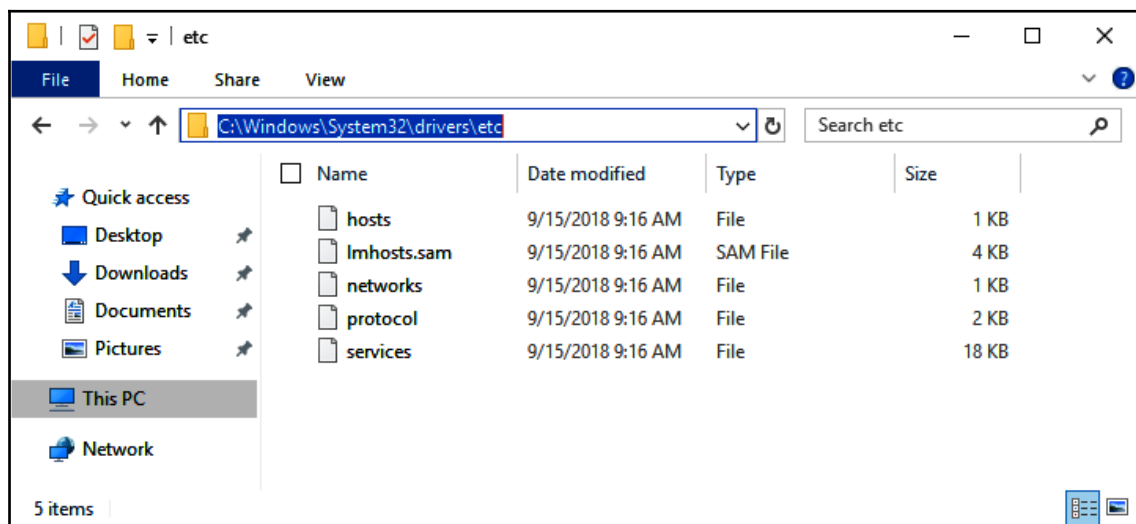 etc
File Home Share View
C:\Windows\System32\drivers\etc Search etc
Name Date modified Type Size
Quick access
Desktop
Downloads
Documents
Pictures
This PC
Network
hosts 9/15/2018 9:16 AM File 1 KB
lmhosts.sam 9/15/2018 9:16 AM SAM File 4 KB
networks 9/15/2018 9:16 AM File 1 KB
protocol 9/15/2018 9:16 AM File 2 KB
services 9/15/2018 9:16 AM File 18 KB
5 items